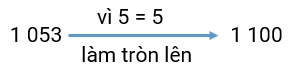 vì 5 = 5
1 053 1 100
làm tròn lên